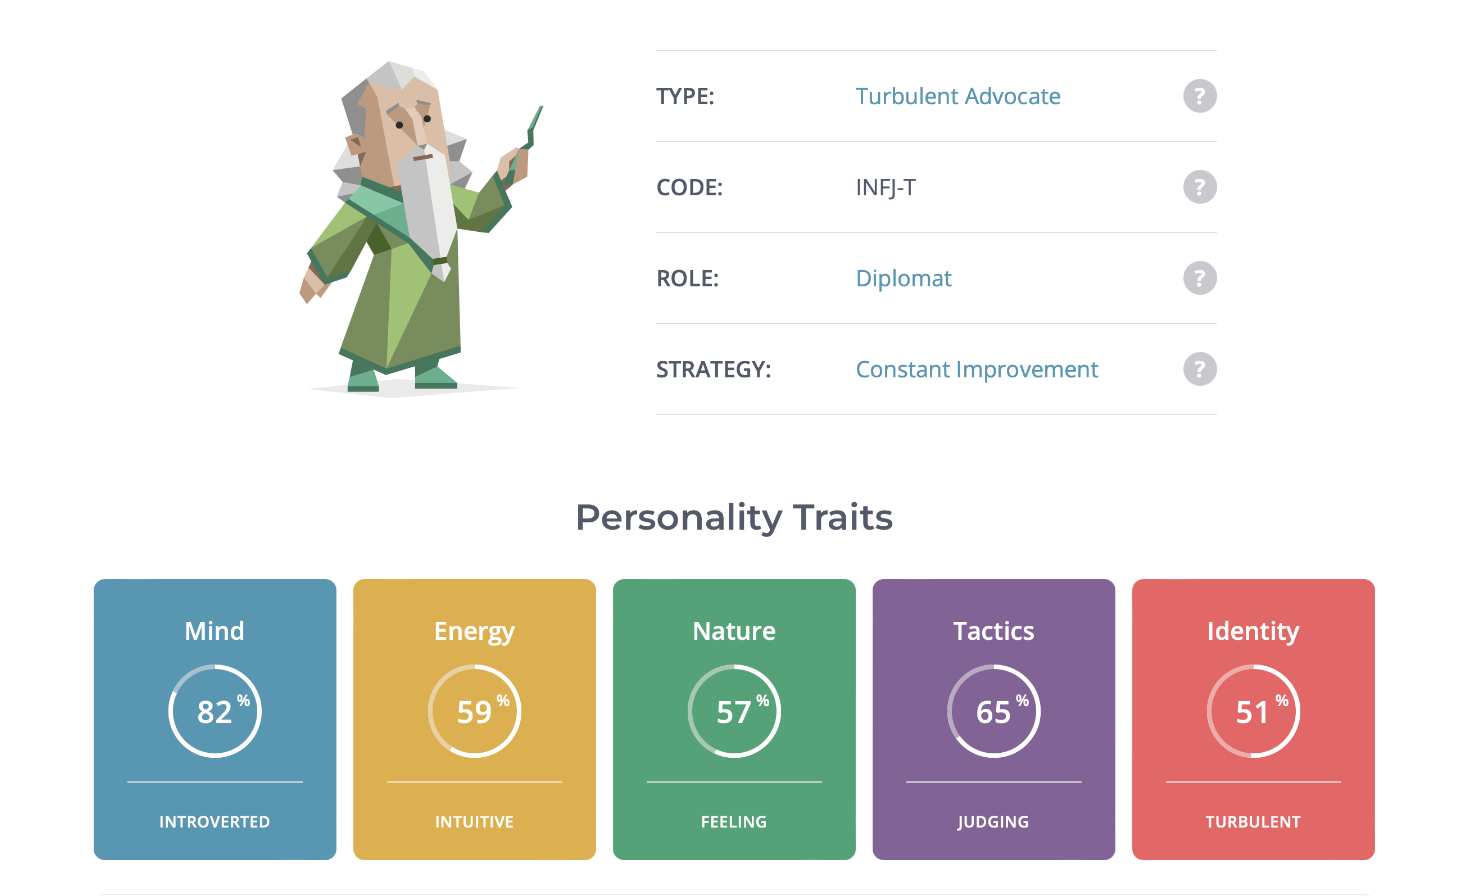 TYPE: Turbulent Advocate ?
CODE: INFJ-T ?
ROLE: Diplomat ?
STRATEGY: Constant Improvement ?
Personality Traits
Mind
82%
INTROVERTED
Energy
59%
INTUITIVE
Nature
57%
FEELING
Tactics
65%
JUDGING
Identity
51%
TURBULENT